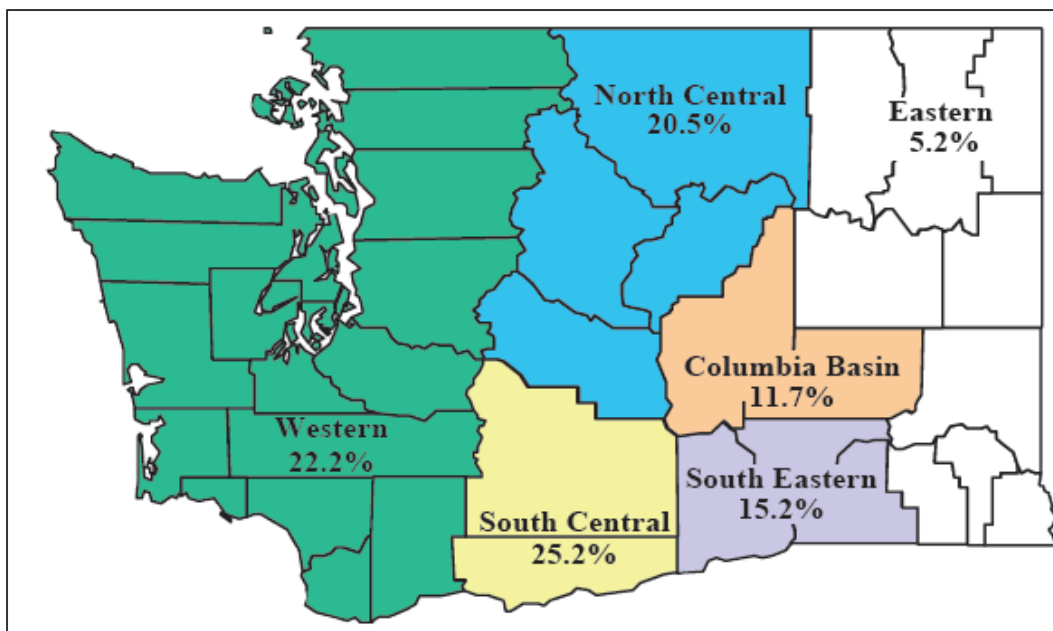 North Central
20.5%
Eastern
5.2%
Columbia Basin
11.7%
Western
22.2%
South Eastern
15.2%
South Central
25.2%